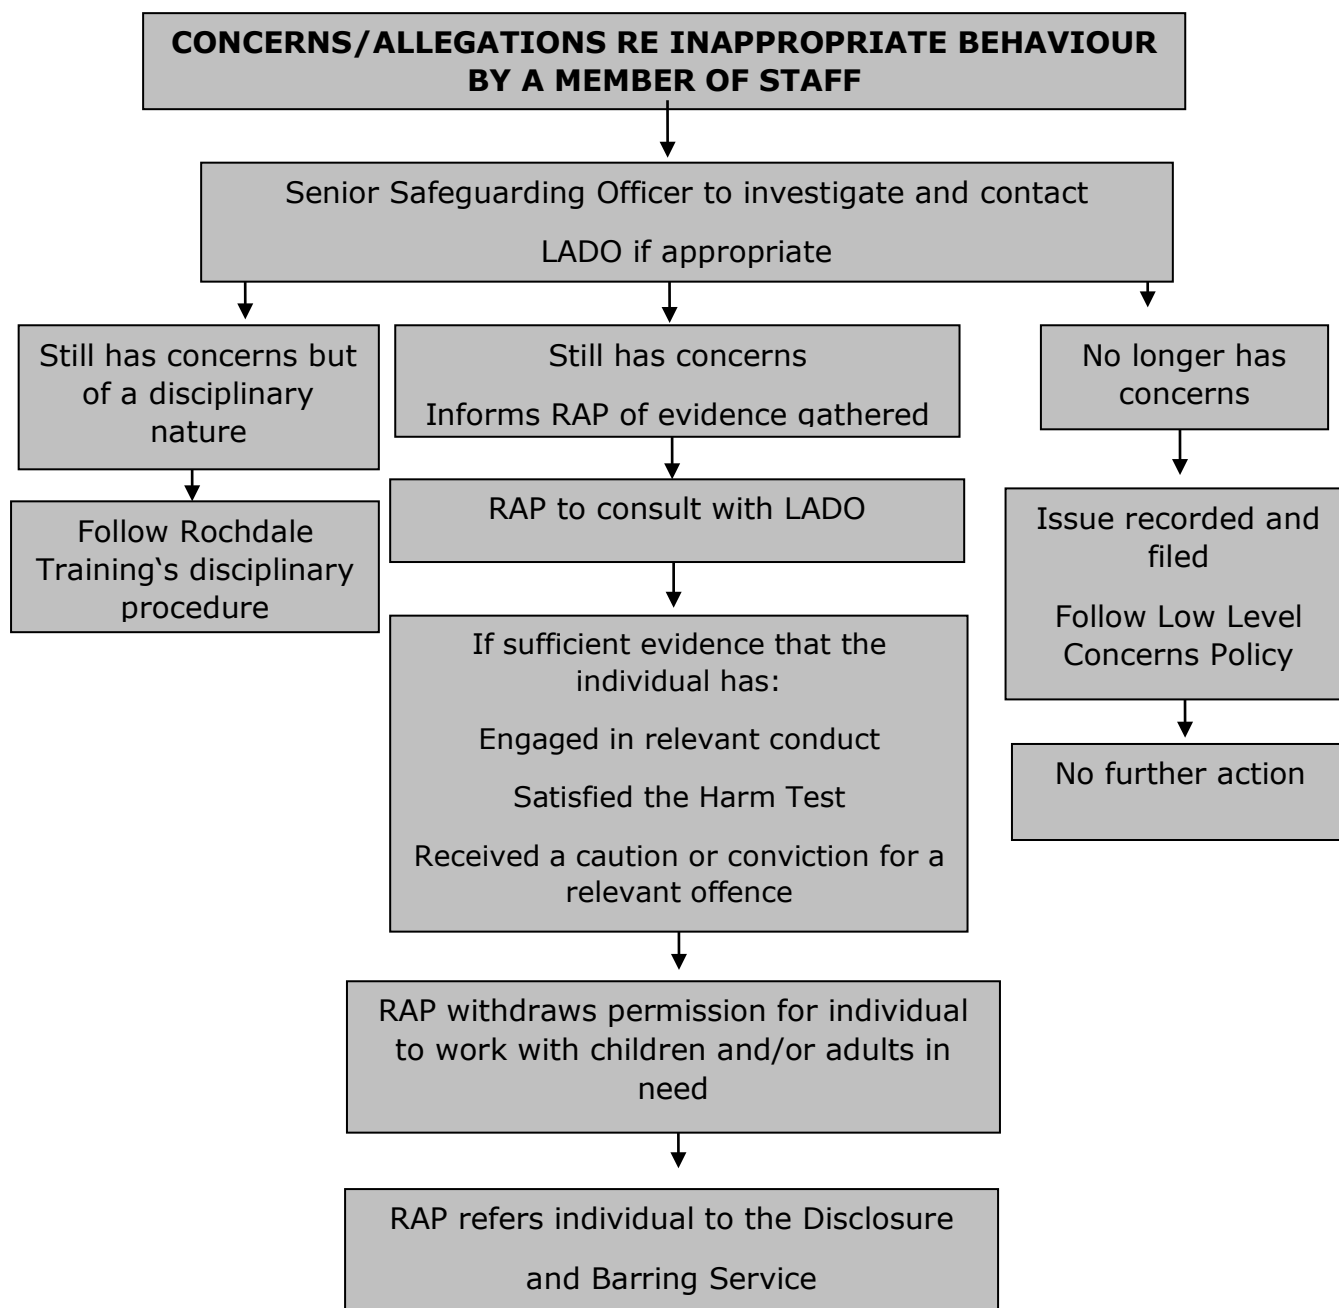 CONCERNS/ALLEGATIONS RE INAPPROPRIATE BEHAVIOUR
BY A MEMBER OF STAFF
Senior Safeguarding Officer to investigate and contact
LADO if appropriate
Still has concerns but
of a disciplinary
nature
Follow Rochdale
Training‘s disciplinary
procedure
Still has concerns
Informs RAP of evidence gathered
RAP to consult with LADO
If sufficient evidence that the
individual has:
Engaged in relevant conduct
Satisfied the Harm Test
Received a caution or conviction for a
relevant offence
RAP withdraws permission for individual
to work with children and/or adults in
need
RAP refers individual to the Disclosure
and Barring Service
No longer has
concerns
Issue recorded and
filed
Follow Low Level
Concerns Policy
No further action